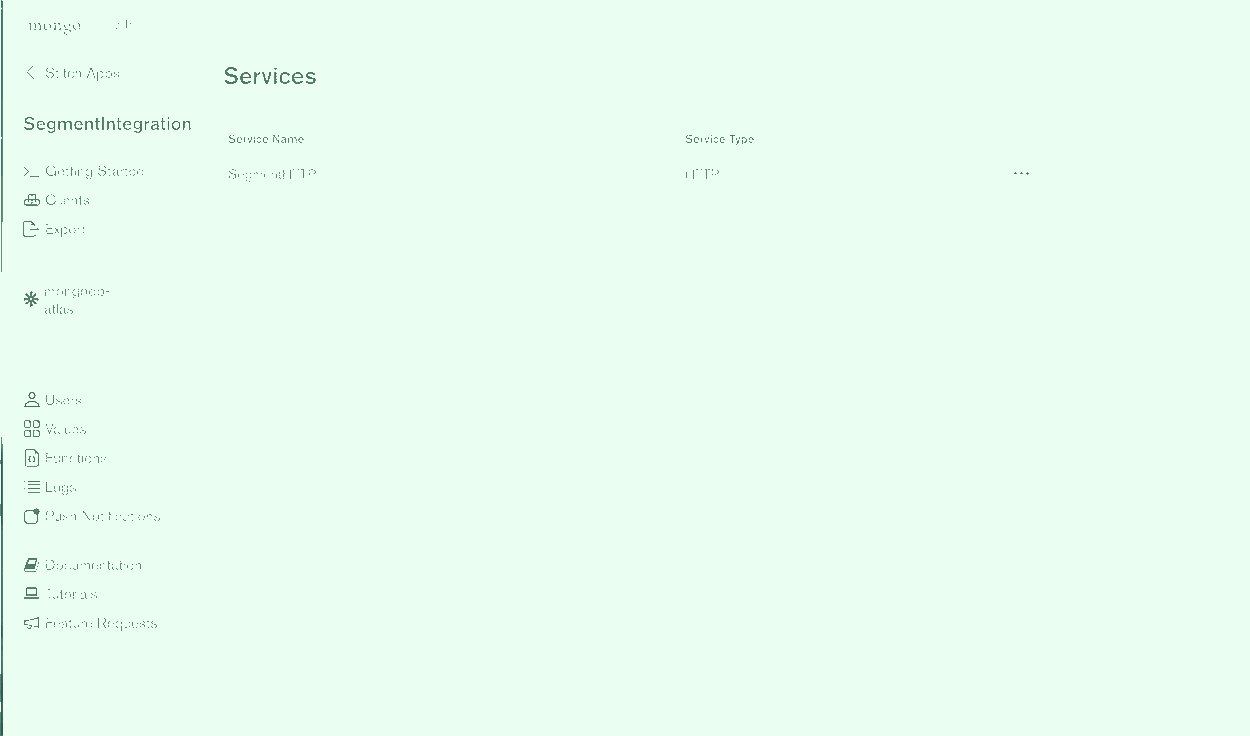 mongo
Stitch Apps
Services
SegmentIntegration
Service Name Service Type
Getting Started
SegmentHTTP HTTP ...
Clients
Export
mongodb-
atlas
Users
Values
Functions
Logs
Push Notifications
Documentation
Tutorials
Feature Requests